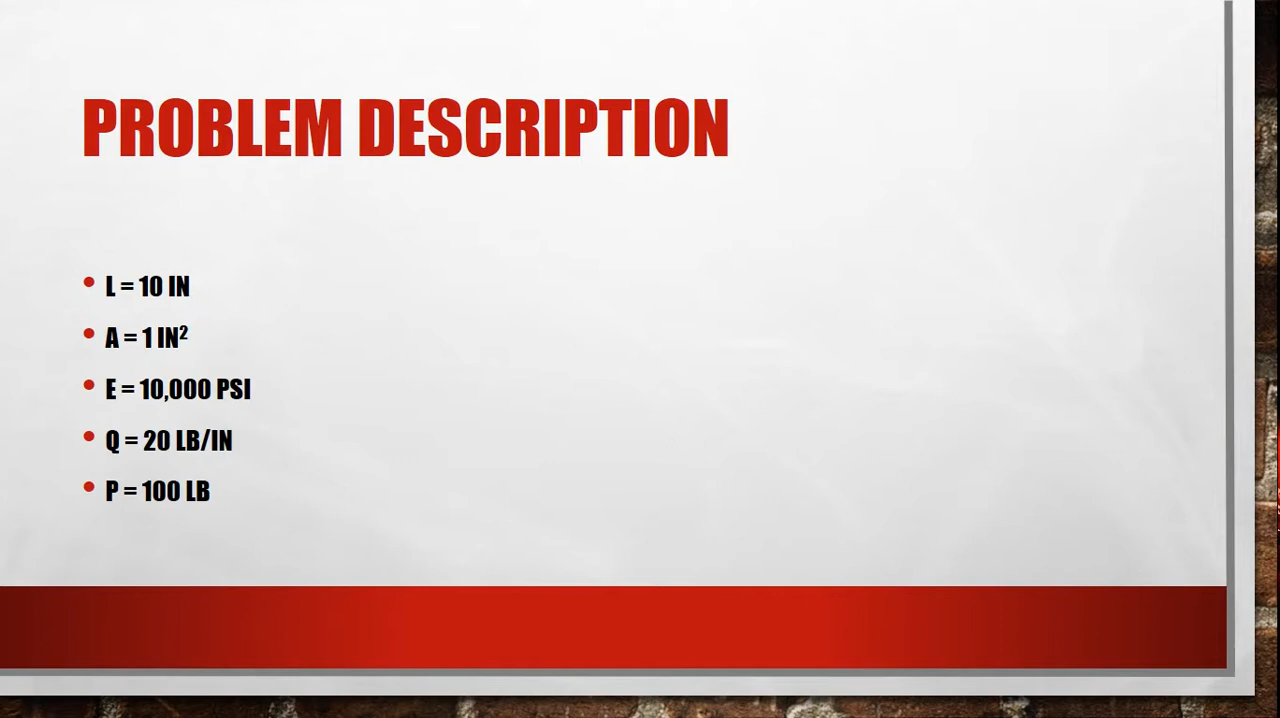 PROBLEM DESCRIPTION
• L = 10 IN
• A = 1 IN²
• E = 10,000 PSI
• Q = 20 LB/IN
• P = 100 LB